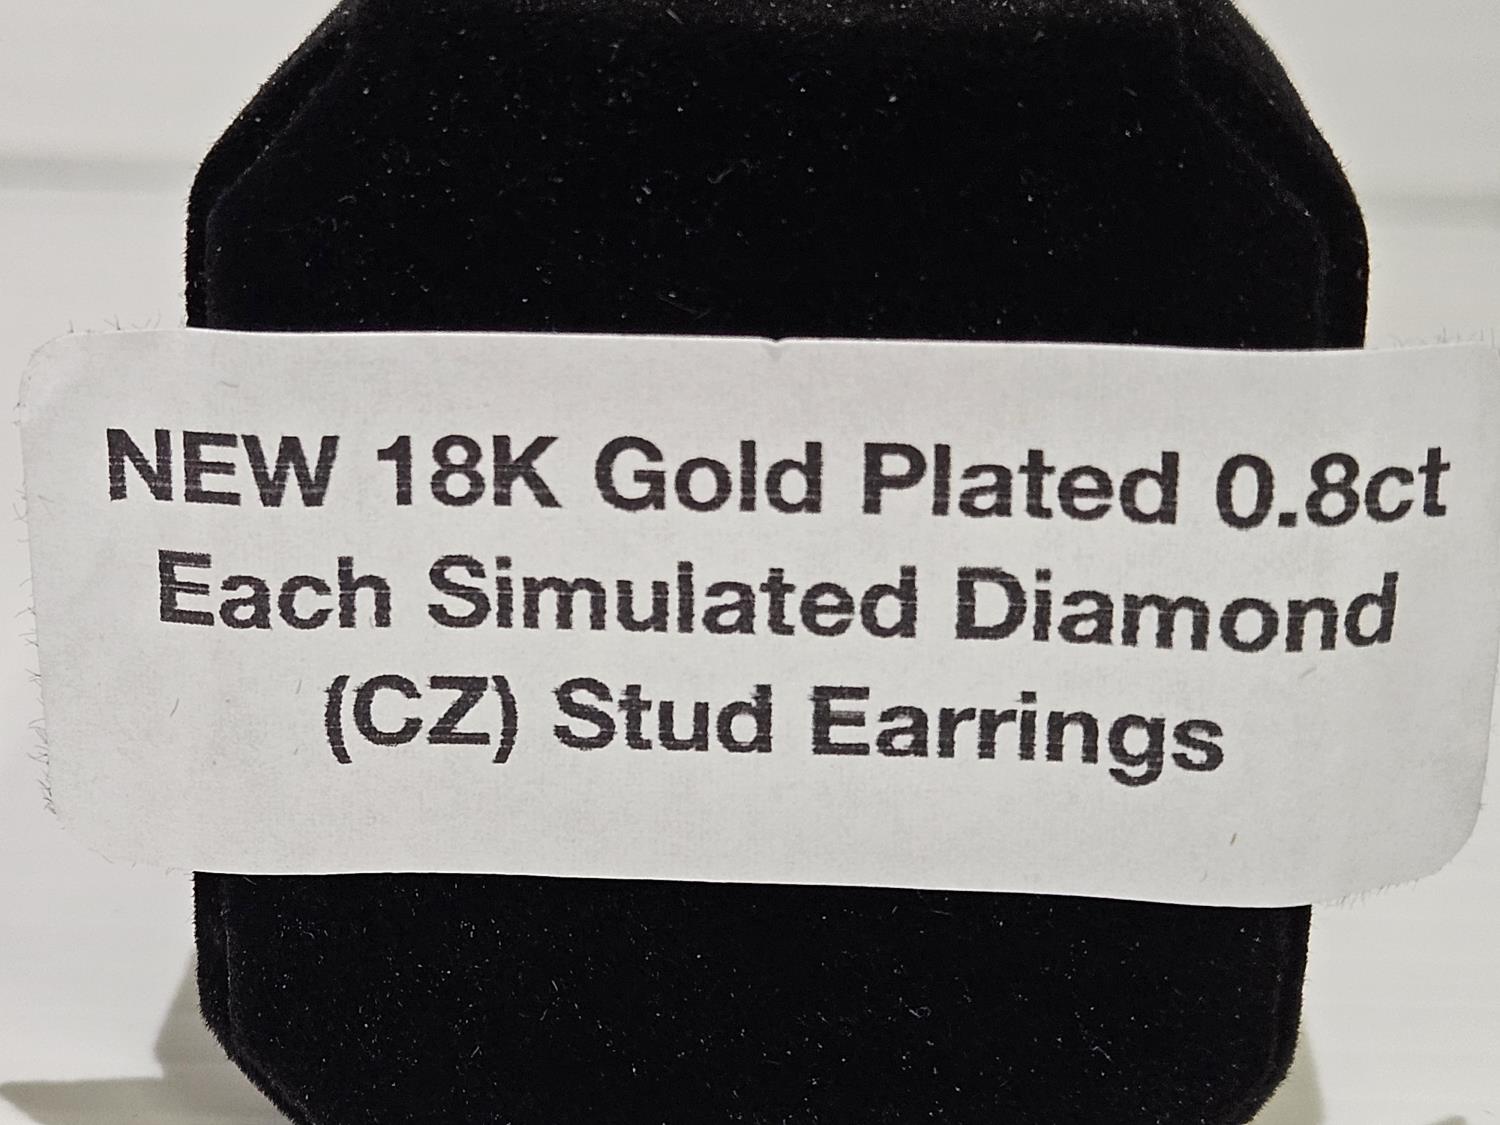 NEW 18K Gold Plated 0.8ct
Each Simulated Diamond
(CZ) Stud Earrings